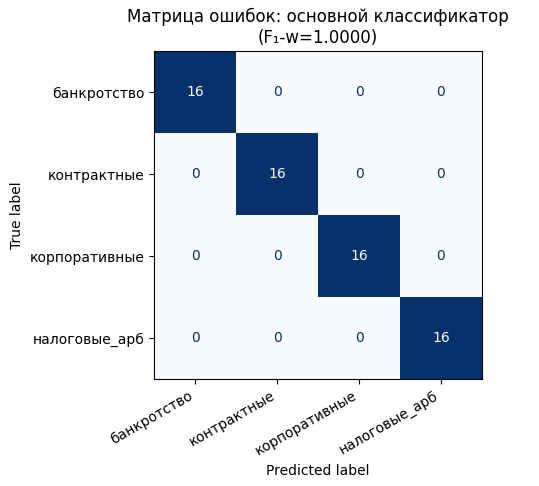 Матрица ошибок: основной классификатор
(F₁-w=1.0000)
банкротство
16 0 0 0
контрактные
0 16 0 0
корпоративные
0 0 16 0
налоговые_арб
0 0 0 16
True label
банкротство
контрактные
корпоративные
налоговые_арб
Predicted label